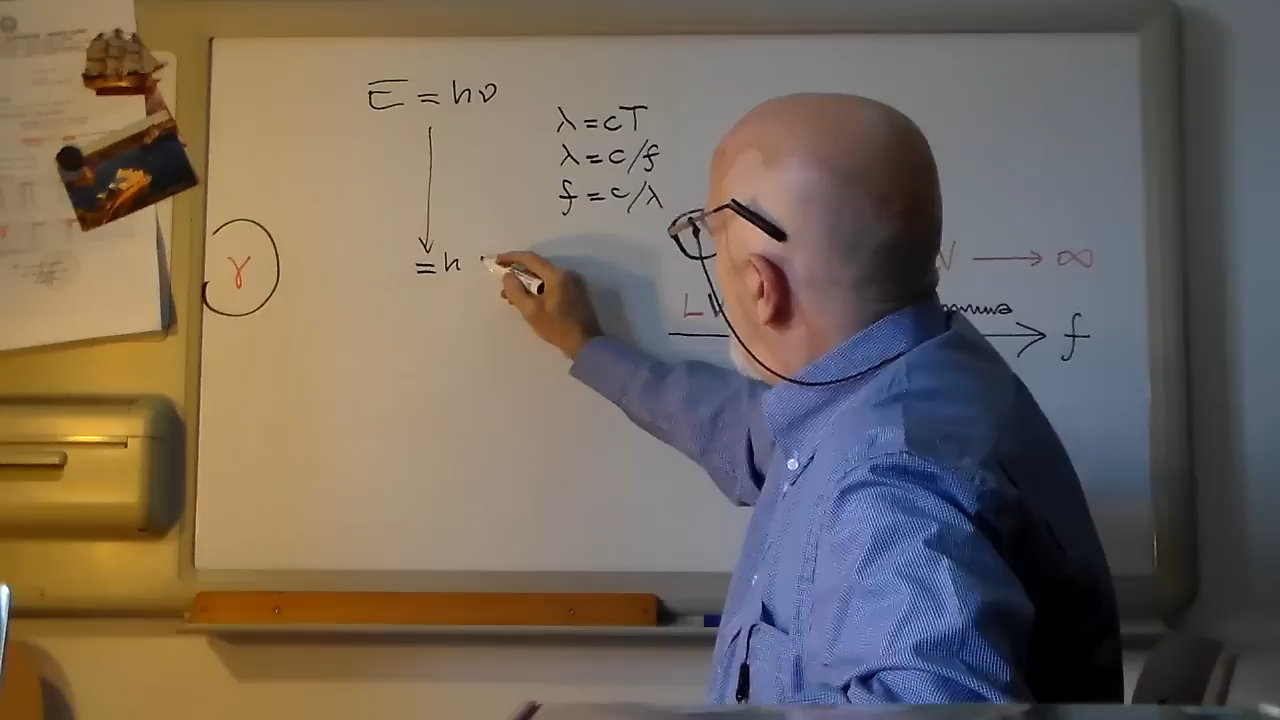 E = hν
λ = cT
λ = c/f
f = c/λ
γ
= h
→ ∞
L
f